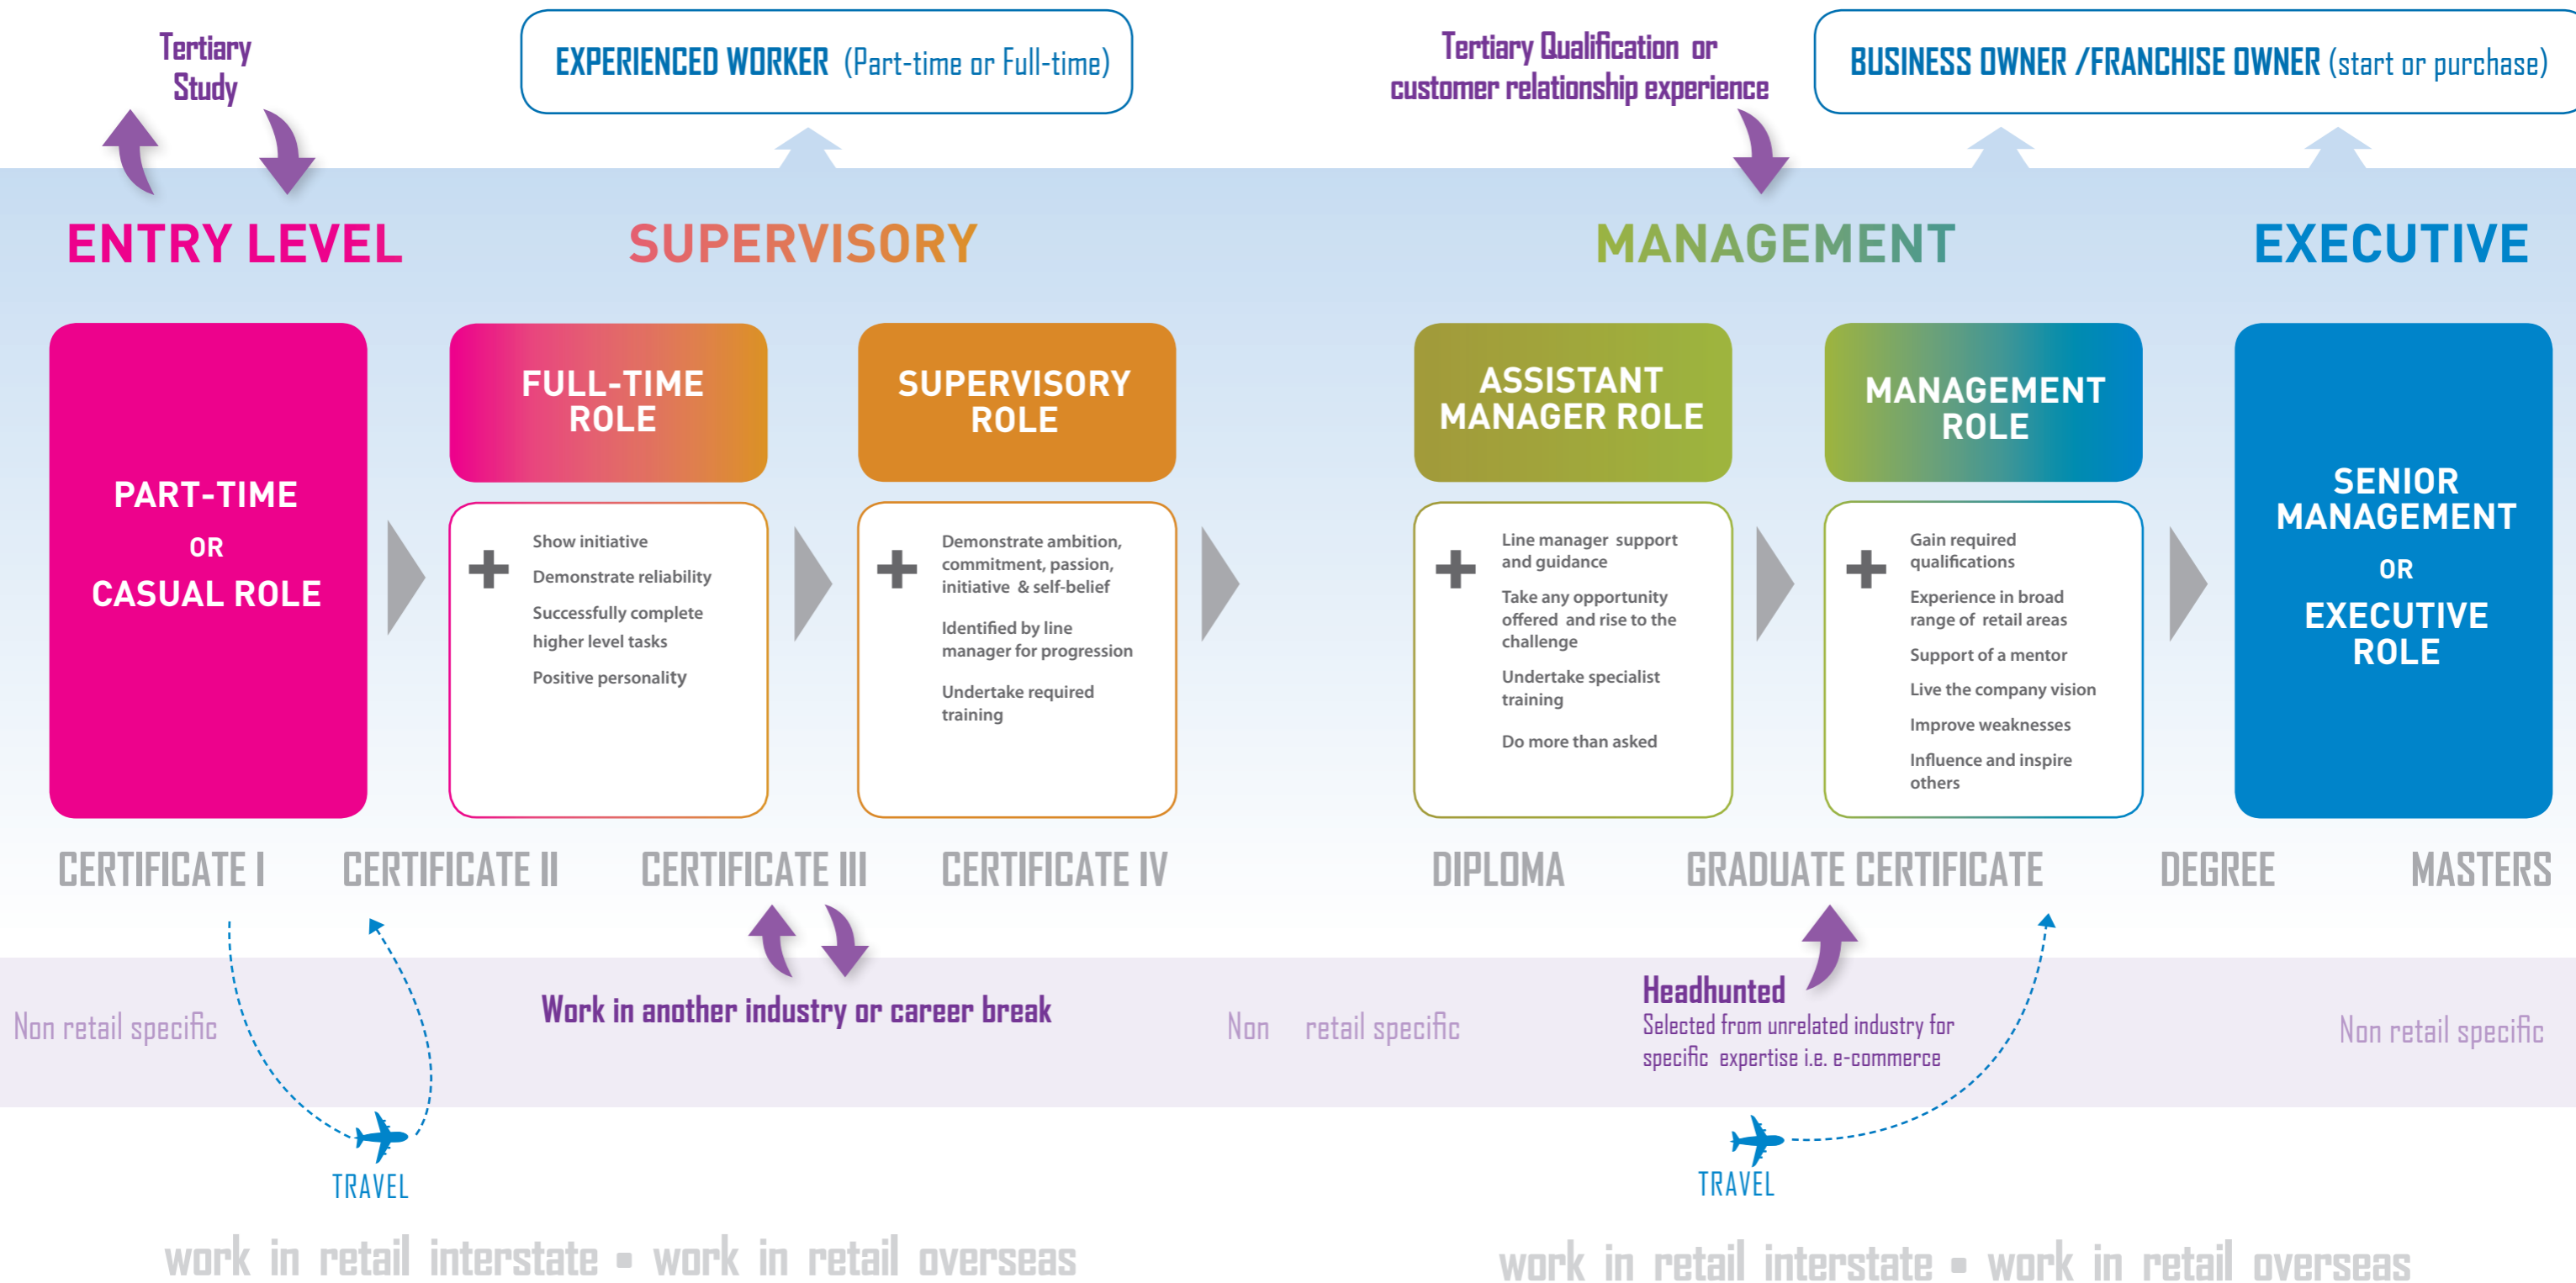 Tertiary
Study
EXPERIENCED WORKER (Part-time or Full-time)
Tertiary Qualification or
customer relationship experience
BUSINESS OWNER /FRANCHISE OWNER (start or purchase)
ENTRY LEVEL
SUPERVISORY
MANAGEMENT
EXECUTIVE
PART-TIME
OR
CASUAL ROLE
FULL-TIME
ROLE
Show initiative
Demonstrate reliability
Successfully complete
higher level tasks
Positive personality
SUPERVISORY
ROLE
Demonstrate ambition,
commitment, passion,
initiative & self-belief
Identified by line
manager for progression
Undertake required
training
ASSISTANT
MANAGER ROLE
Line manager support
and guidance
Take any opportunity
offered and rise to the
challenge
Undertake specialist
training
Do more than asked
MANAGEMENT
ROLE
Gain required
qualifications
Experience in broad
range of retail areas
Support of a mentor
Live the company vision
Improve weaknesses
Influence and inspire
others
SENIOR
MANAGEMENT
OR
EXECUTIVE
ROLE
CERTIFICATE I
CERTIFICATE II
CERTIFICATE III
CERTIFICATE IV
DIPLOMA
GRADUATE CERTIFICATE
DEGREE
MASTERS
Non retail specific
Work in another industry or career break
Non retail specific
Headhunted
Selected from unrelated industry for
specific expertise i.e. e-commerce
Non retail specific
TRAVEL
TRAVEL
work in retail interstate ▪ work in retail overseas
work in retail interstate ▪ work in retail overseas